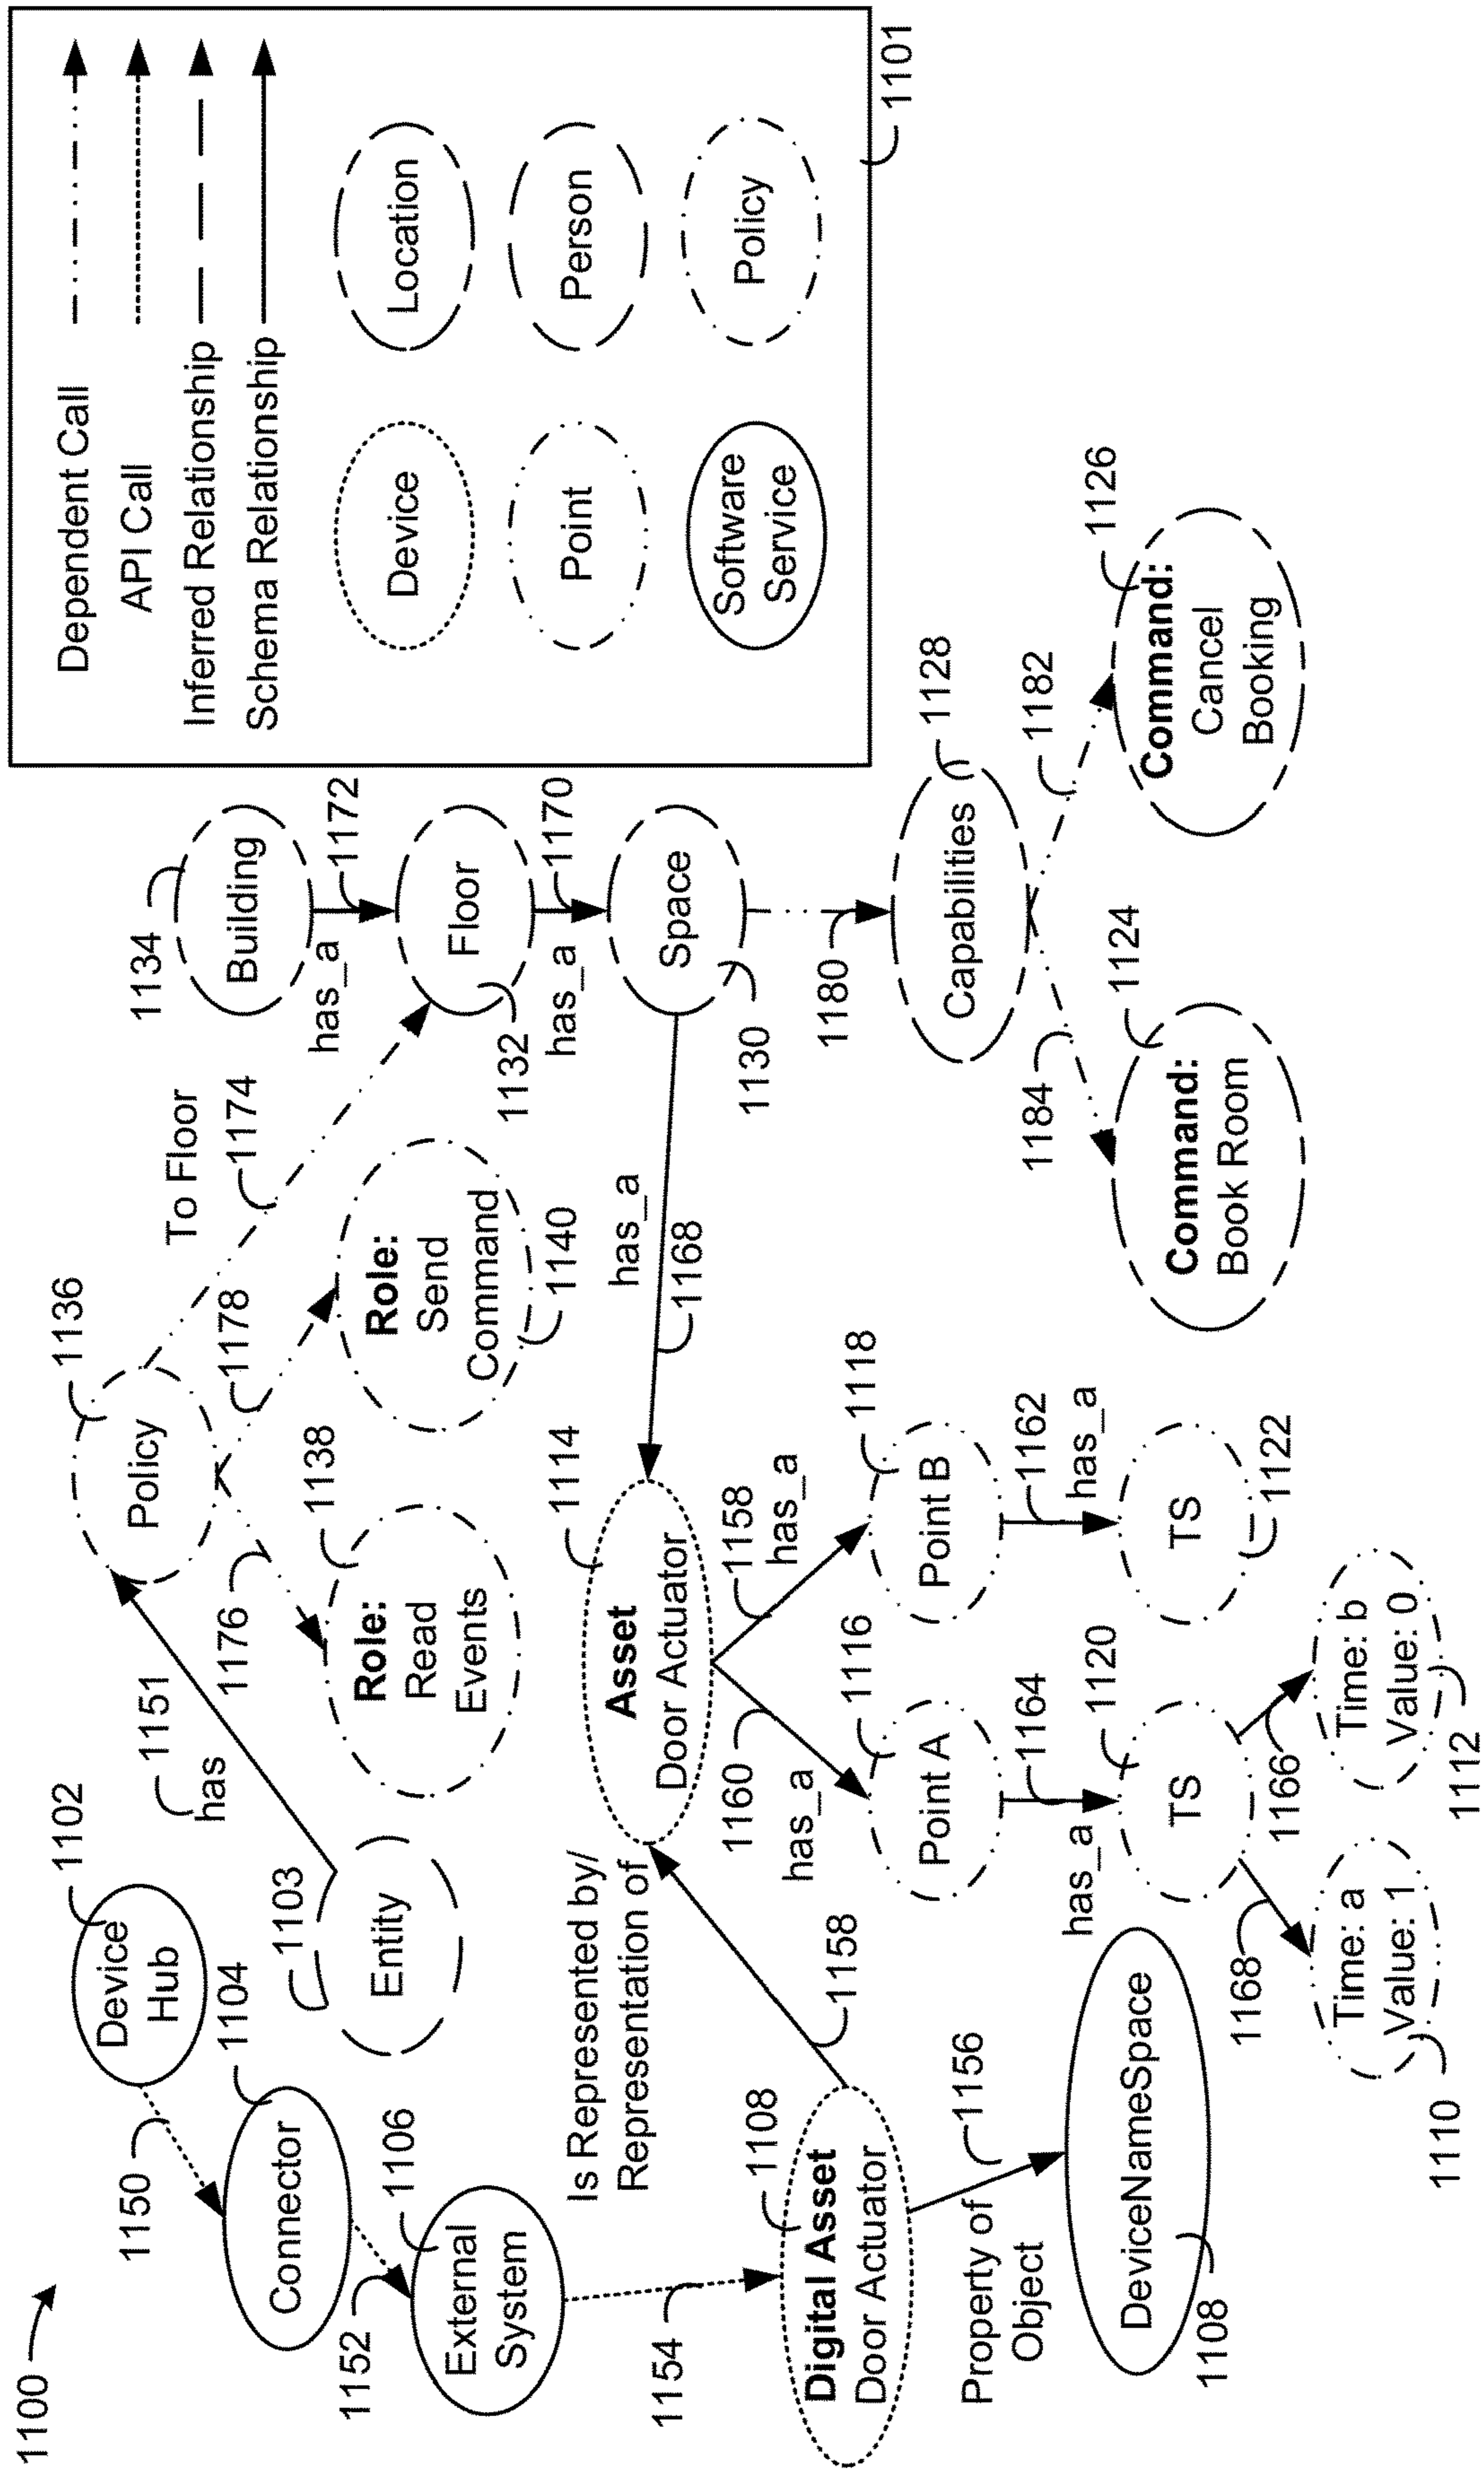 1100
Device
Hub
1102
1150
Connector
1104
1152
External
System
1106
1154
Entity
1103
has
1151
Policy
1136
1176
1178
1174
To Floor
Role:
Read
Events
1138
Role:
Send
Command
1140
1134
Building
has_a
1172
Floor
1132
has_a
1170
Space
1130
has_a
1168
1180
Capabilities
1128
1184
1182
Command:
Book Room
1124
Command:
Cancel
Booking
1126
Is Represented by/
Representation of
1158
Digital Asset
Door Actuator
1108
Property of
Object
1156
DeviceNameSpace
1108
Asset
Door Actuator
1114
1160
has_a
1158
has_a
Point A
1116
Point B
1118
has_a
1164
1162
has_a
TS
1120
TS
1122
1168
1166
Time: a
Value: 1
1110
Time: b
Value: 0
1112
Dependent Call
API Call
Inferred Relationship
Schema Relationship
Device
Location
Point
Person
Software
Service
Policy
1101